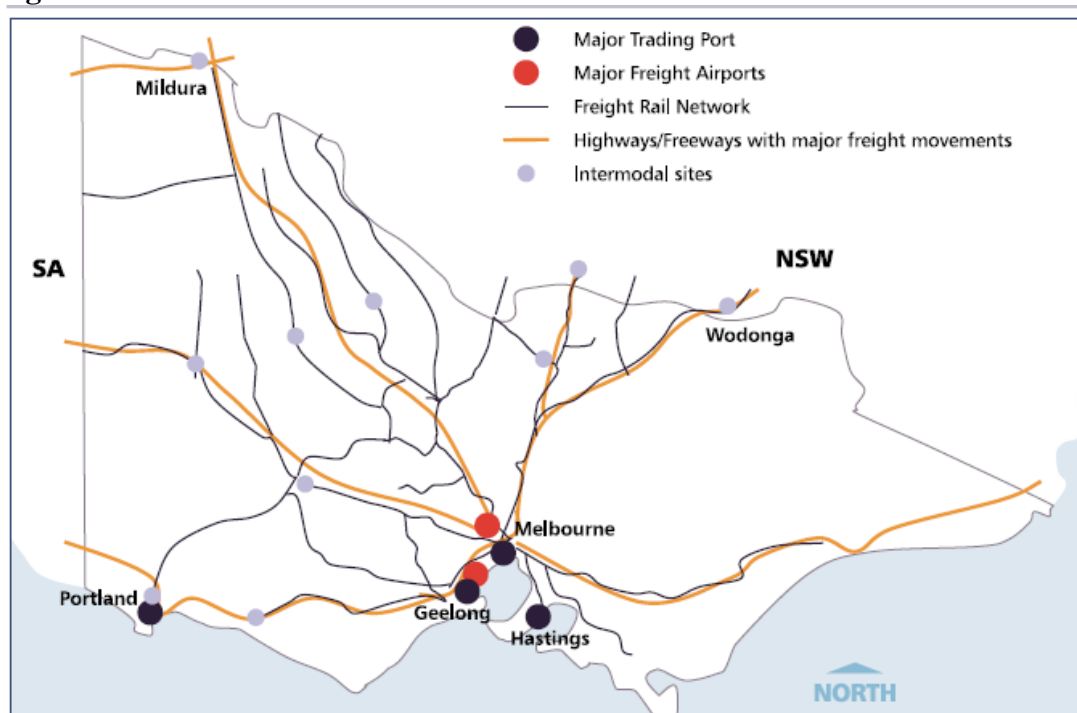 Major Trading Port
Major Freight Airports
Freight Rail Network
Highways/Freeways with major freight movements
Intermodal sites
Mildura
SA
NSW
Wodonga
Melbourne
Portland
Geelong
Hastings
NORTH